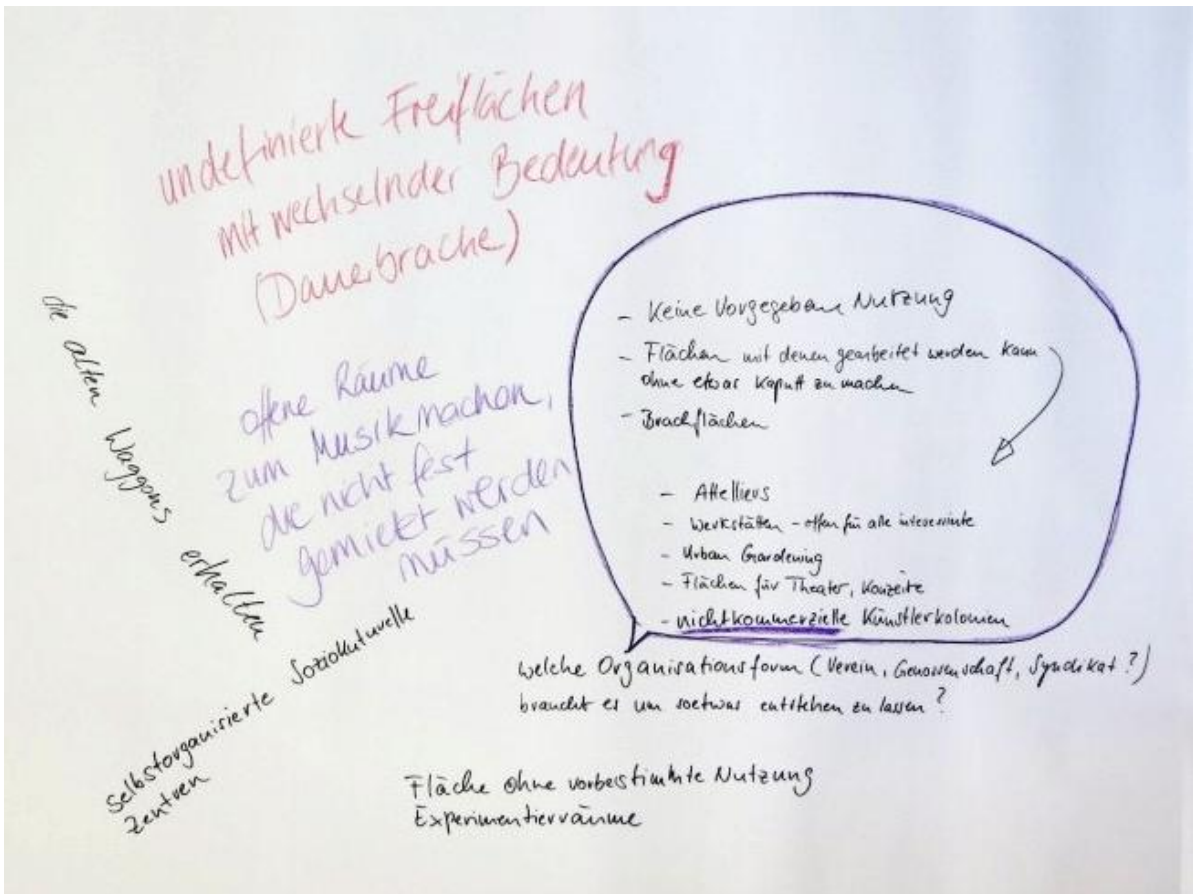 undefinierte Freiflächen
mit wechselnder Bedeutung
(Dauerbrache)
die alten Waggons erhalten
offene Räume
zum Musikmachen,
die nicht fest
gemietet werden
müssen
- Keine Vorgegebene Nutzung
- Flächen mit denen gearbeitet werden kann
ohne etwas kaputt zu machen
- Brachflächen
- Attelliers
- Werkstätten - offen für alle interessierte
- Urban Gardening
- Flächen für Theater, Konzerte
- nichtkommerzielle Künstlerkolonien
welche Organisationsform (Verein, Genossenschaft, Syndikat?)
braucht es um soetwas entstehen zu lassen?
Selbstorganisierte Soziokuturelle
Zentren
Fläche ohne vorbestimmte Nutzung
Experimentierräume